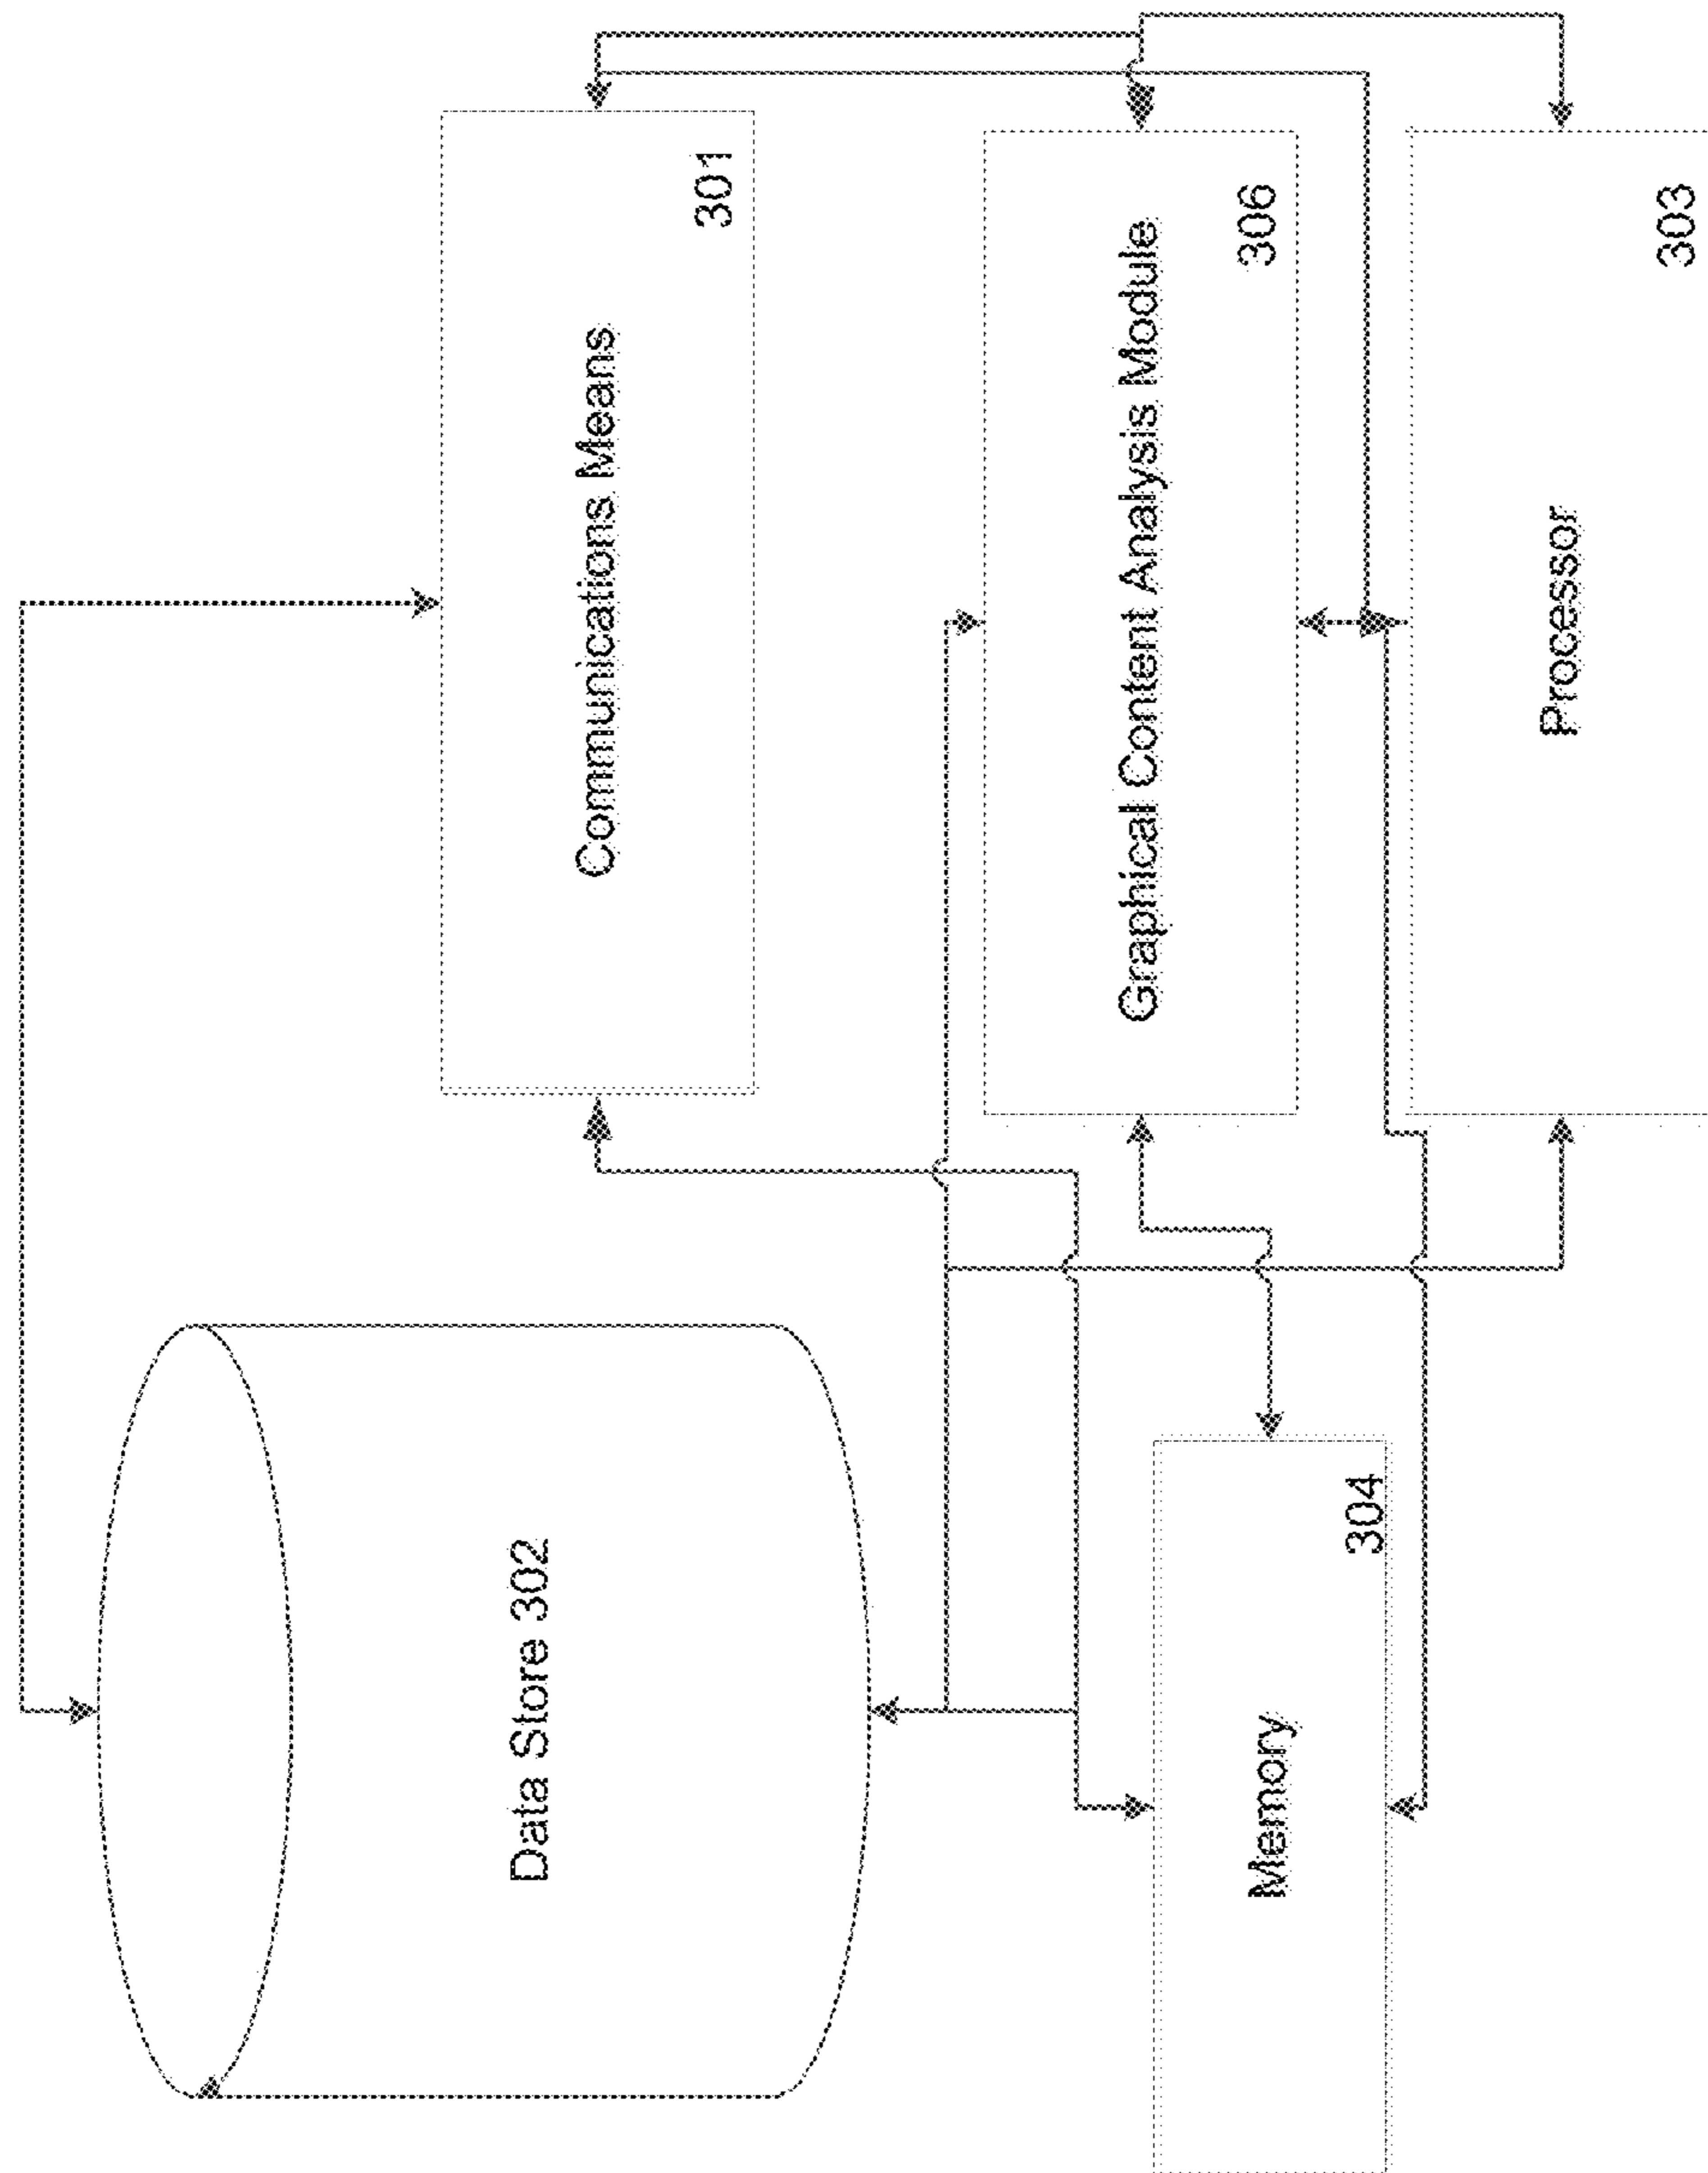 Data Store 302
Communications Means
301
Memory
304
Graphical Content Analysis Module
306
Processor
303